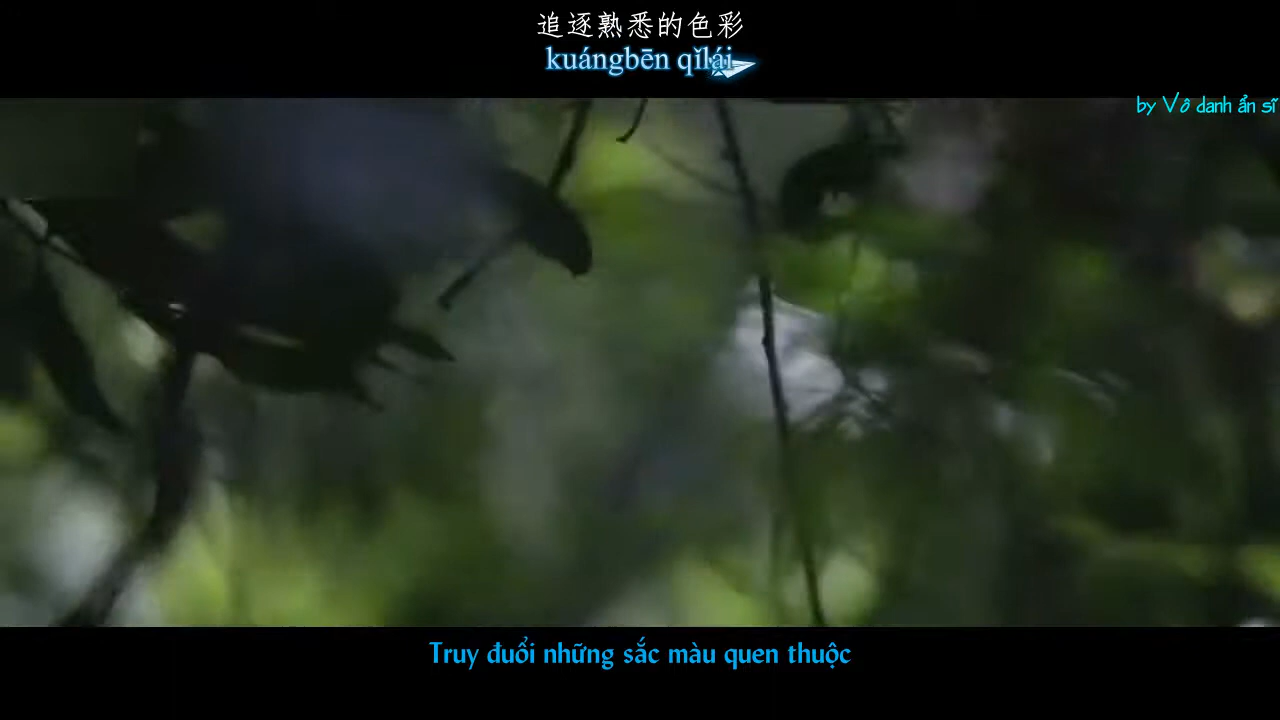 追逐熟悉的色彩
kuángbēn qǐlái
by Vô danh ẩn sĩ
Truy đuổi những sắc màu quen thuộc